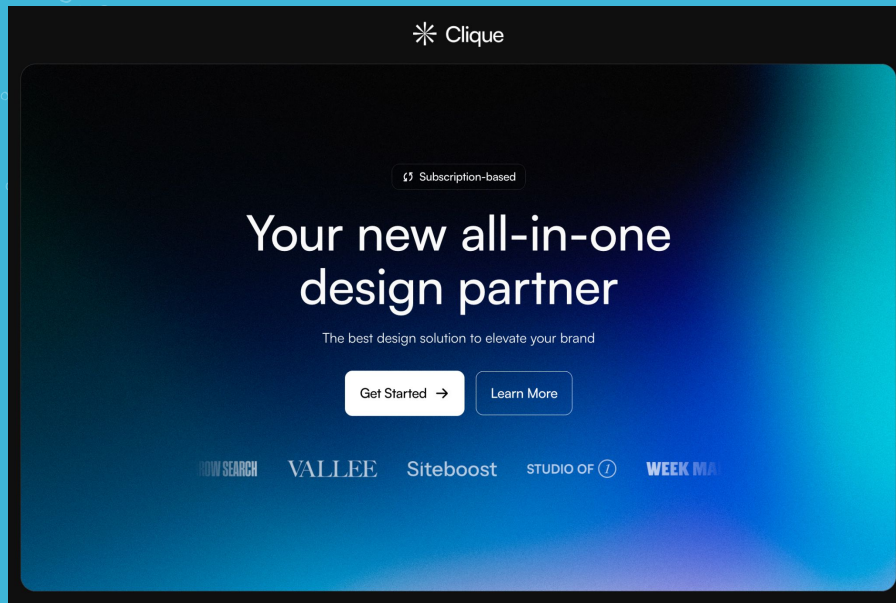 Clique
Subscription-based
Your new all-in-one
design partner
The best design solution to elevate your brand
Get Started → Learn More
SEARCH VALLEE Siteboost STUDIO OF 1 WEEK